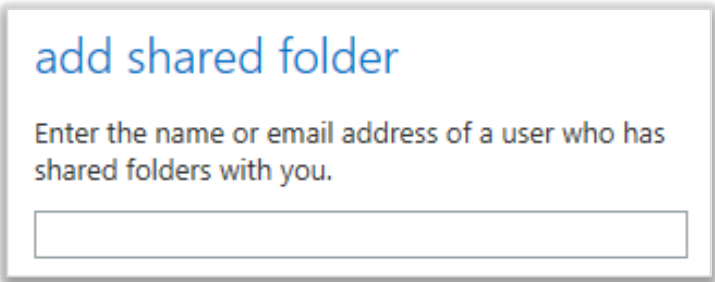 add shared folder
Enter the name or email address of a user who has
shared folders with you.